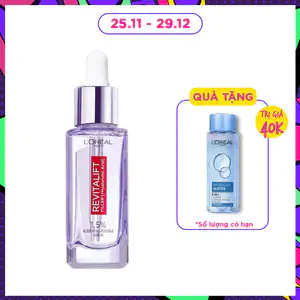 25.11 - 29.12
QUÀ TẶNG
TRỊ GIÁ
40K
L'ORÉAL
REVITALIFT
1,5%
L'ORÉAL
*Số lượng có hạn